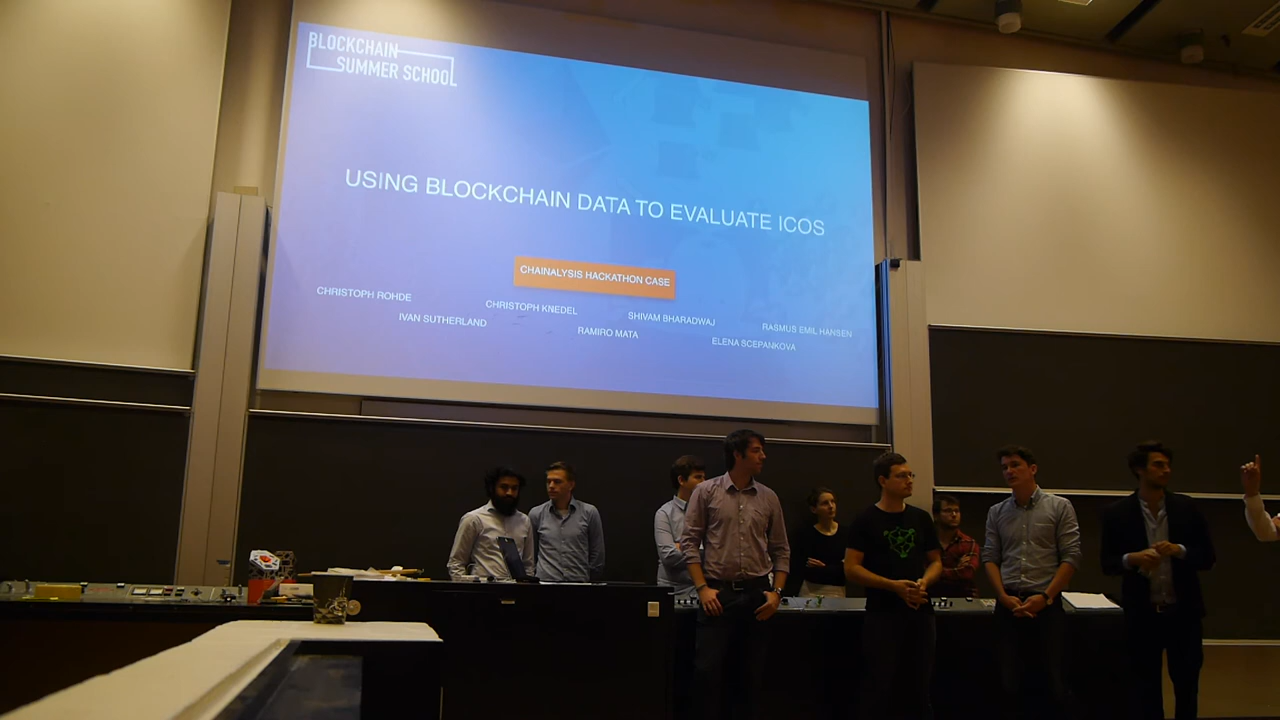 BLOCKCHAIN
SUMMER SCHOOL
USING BLOCKCHAIN DATA TO EVALUATE ICOS
CHAINALYSIS HACKATHON CASE
CHRISTOPH ROHDE
CHRISTOPH KNEDEL
SHIVAM BHARADWAJ
RASMUS EMIL HANSEN
IVAN SUTHERLAND
RAMIRO MATA
ELENA SCEPANKOVA